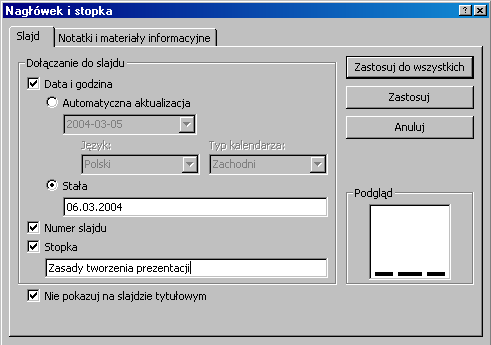 Nagłówek i stopka
Slajd
Notatki i materiały informacyjne
Dołączanie do slajdu
Data i godzina
Automatyczna aktualizacja
2004-03-05
Język:
Typ kalendarza:
Polski
Zachodni
Stała
06.03.2004
Numer slajdu
Stopka
Zasady tworzenia prezentacji
Nie pokazuj na slajdzie tytułowym
Zastosuj do wszystkich
Zastosuj
Anuluj
Podgląd